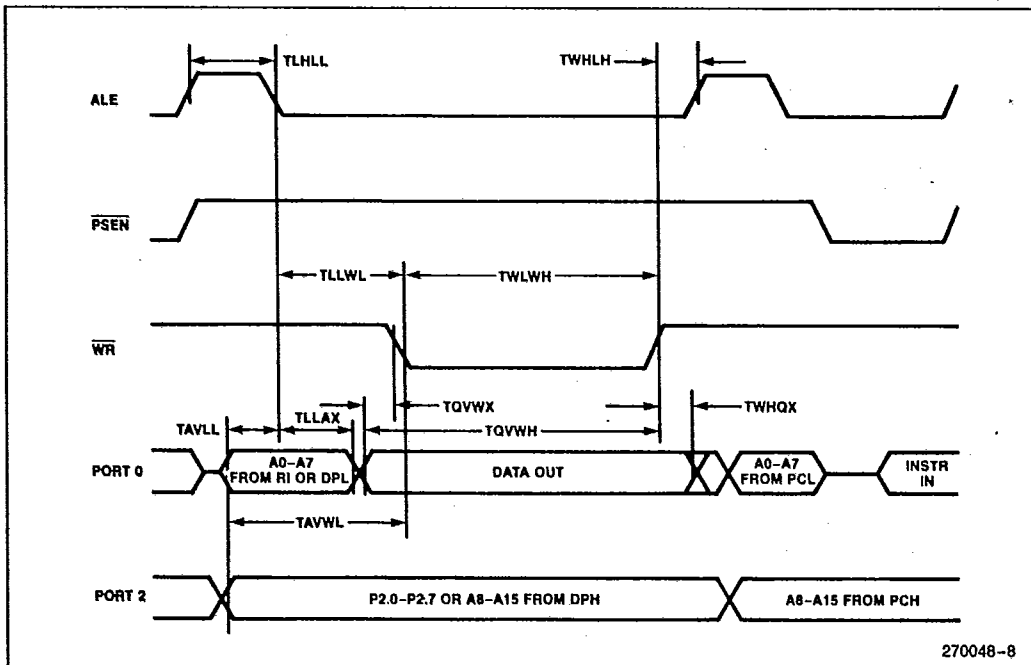 TLHLL
TWHLH
ALE
PSEN
TLLWL
TWLWH
WR
TLLAX
TQVWX
TWHQX
TAVLL
TQVWH
PORT 0
A0–A7
FROM RI OR DPL
DATA OUT
A0–A7
FROM PCL
INSTR
IN
TAVWL
PORT 2
P2.0–P2.7 OR A8–A15 FROM DPH
A8–A15 FROM PCH
270048–8